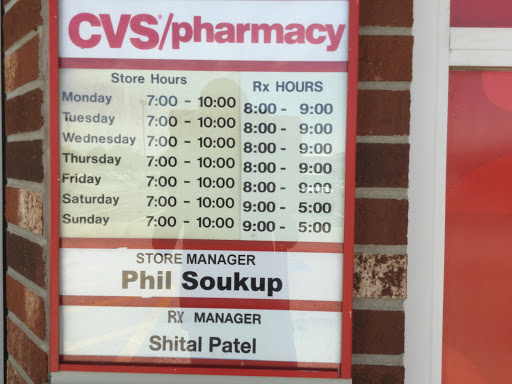 CVS/pharmacy
Store Hours Rx HOURS
Monday 7:00 - 10:00 8:00 - 9:00
Tuesday 7:00 - 10:00 8:00 - 9:00
Wednesday 7:00 - 10:00 8:00 - 9:00
Thursday 7:00 - 10:00 8:00 - 9:00
Friday 7:00 - 10:00 8:00 - 9:00
Saturday 7:00 - 10:00 9:00 - 5:00
Sunday 7:00 - 10:00 9:00 - 5:00
STORE MANAGER
Phil Soukup
RX MANAGER
Shital Patel